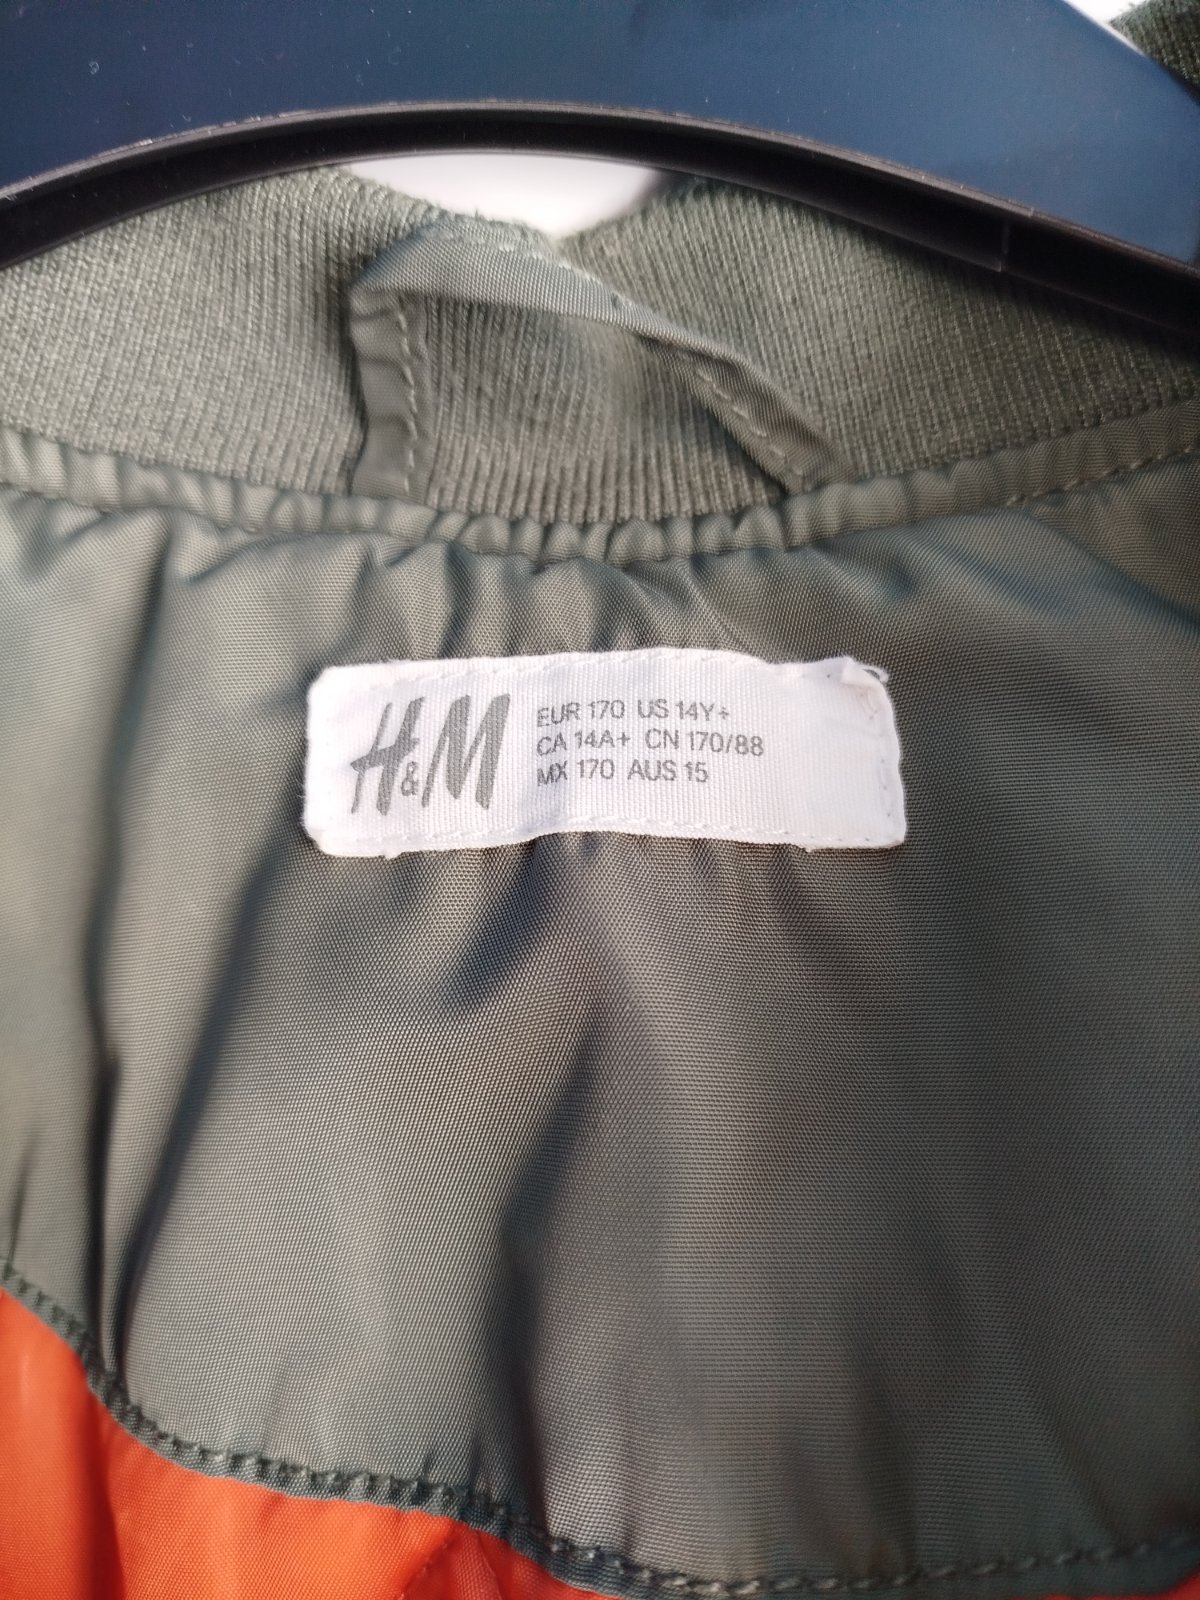 H&M
EUR 170 US 14Y+
CA 14A+ CN 170/88
MX 170 AUS 15